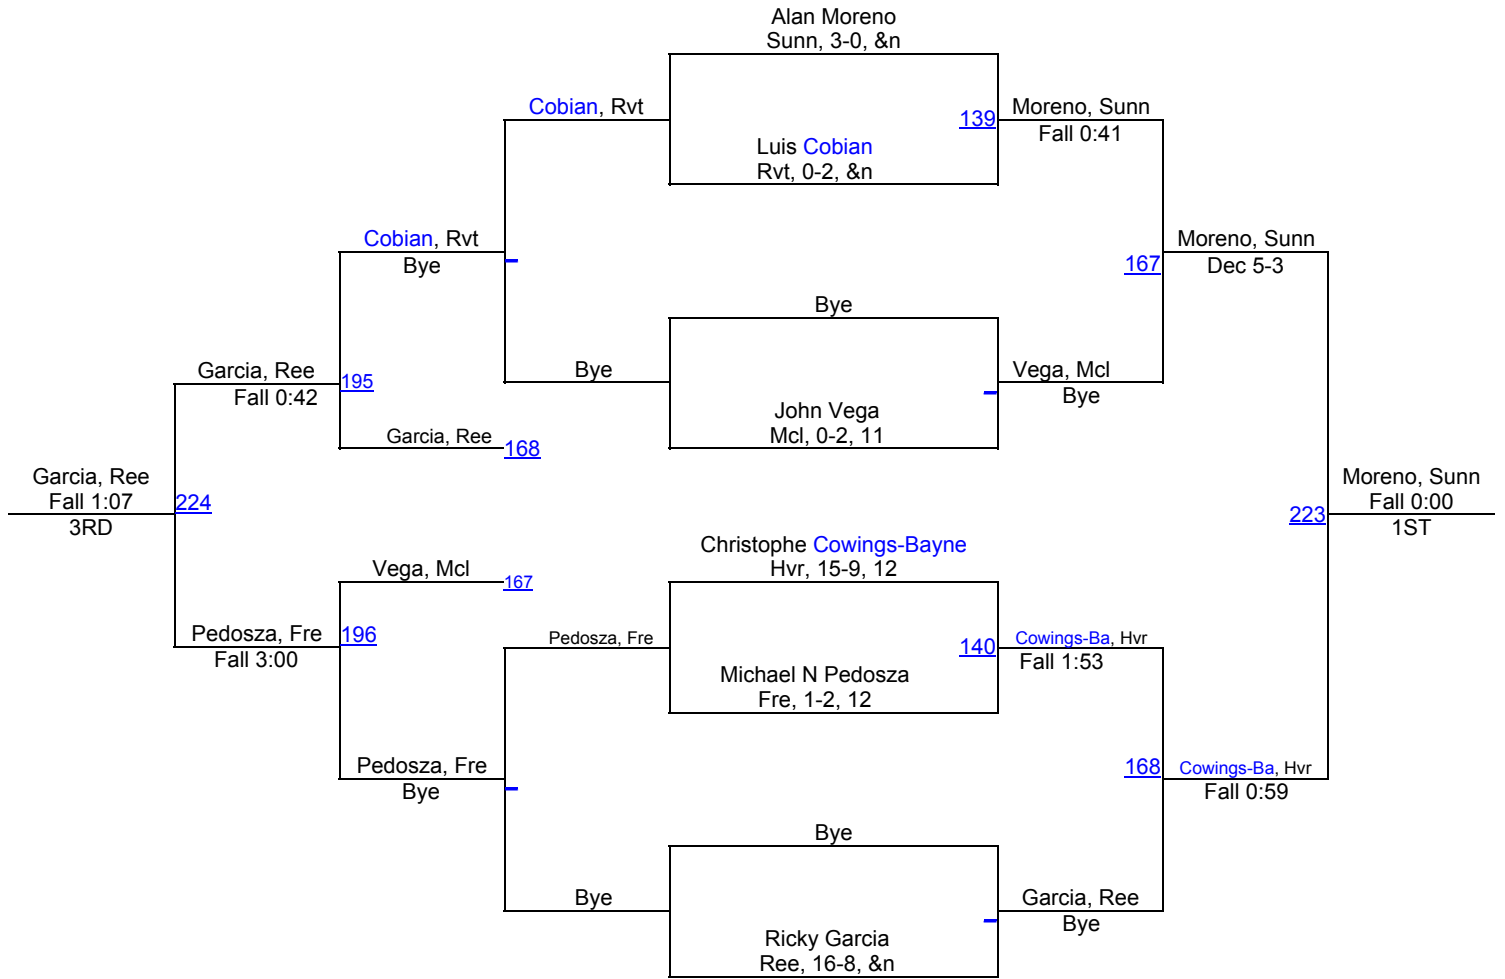 Alan Moreno
Sunn, 3-0, &n
Cobian, Rvt
139
Moreno, Sunn
Fall 0:41
Luis Cobian
Rvt, 0-2, &n
Cobian, Rvt
Bye
167
Moreno, Sunn
Dec 5-3
Bye
Garcia, Ree
Fall 0:42
195
Bye
Vega, Mcl
Bye
John Vega
Mcl, 0-2, 11
Garcia, Ree
168
Garcia, Ree
Fall 1:07
3RD
224
223
Moreno, Sunn
Fall 0:00
1ST
Christophe Cowings-Bayne
Hvr, 15-9, 12
Vega, Mcl
167
Pedosza, Fre
Fall 3:00
196
Pedosza, Fre
140
Cowings-Ba, Hvr
Fall 1:53
Michael N Pedosza
Fre, 1-2, 12
Pedosza, Fre
Bye
168
Cowings-Ba, Hvr
Fall 0:59
Bye
Bye
Garcia, Ree
Bye
Ricky Garcia
Ree, 16-8, &n